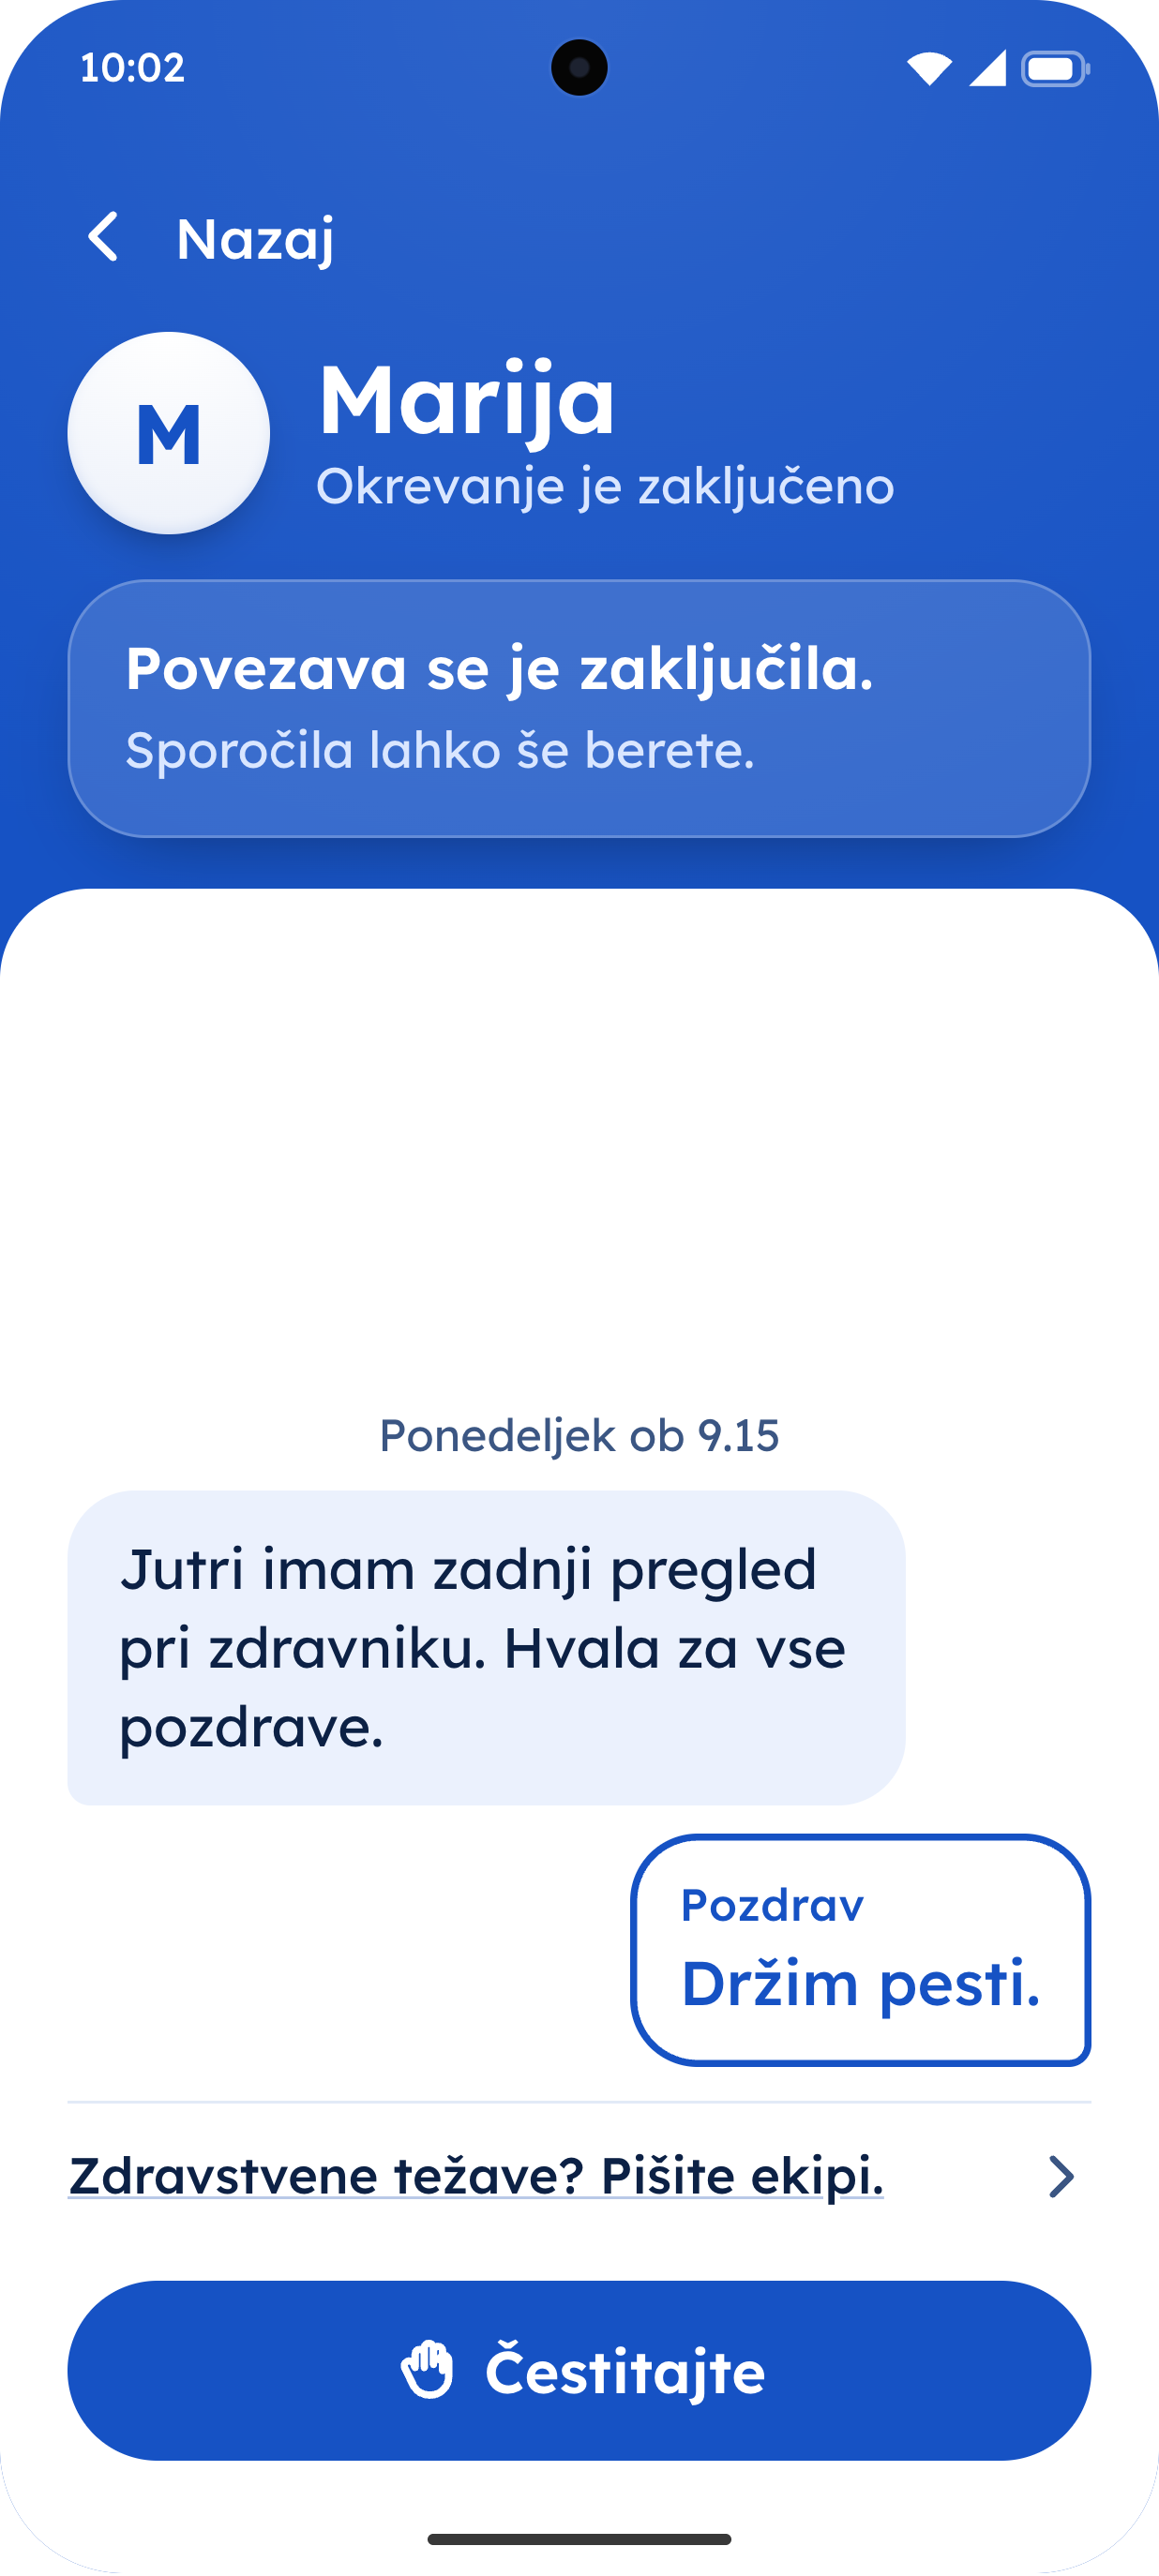 10:02
Nazaj
M
Marija
Okrevanje je zaključeno
Povezava se je zaključila.
Sporočila lahko še berete.
Ponedeljek ob 9.15
Jutri imam zadnji pregled
pri zdravniku. Hvala za vse
pozdrave.
Pozdrav
Držim pesti.
Zdravstvene težave? Pišite ekipi.
Čestitajte